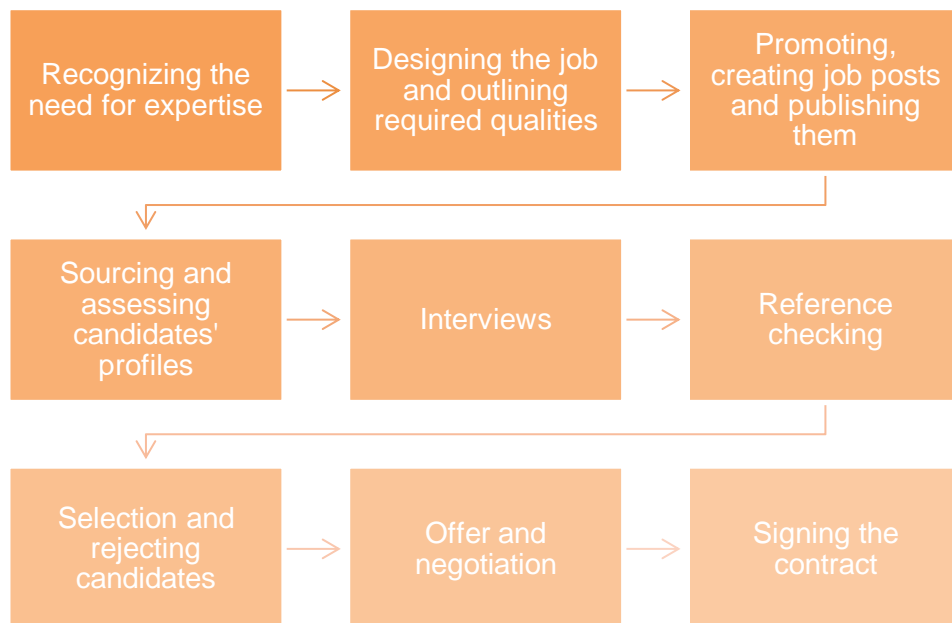 Recognizing the
need for expertise
Designing the job
and outlining
required qualities
Promoting,
creating job posts
and publishing
them
Sourcing and
assessing
candidates'
profiles
Interviews
Reference
checking
Selection and
rejecting
candidates
Offer and
negotiation
Signing the
contract